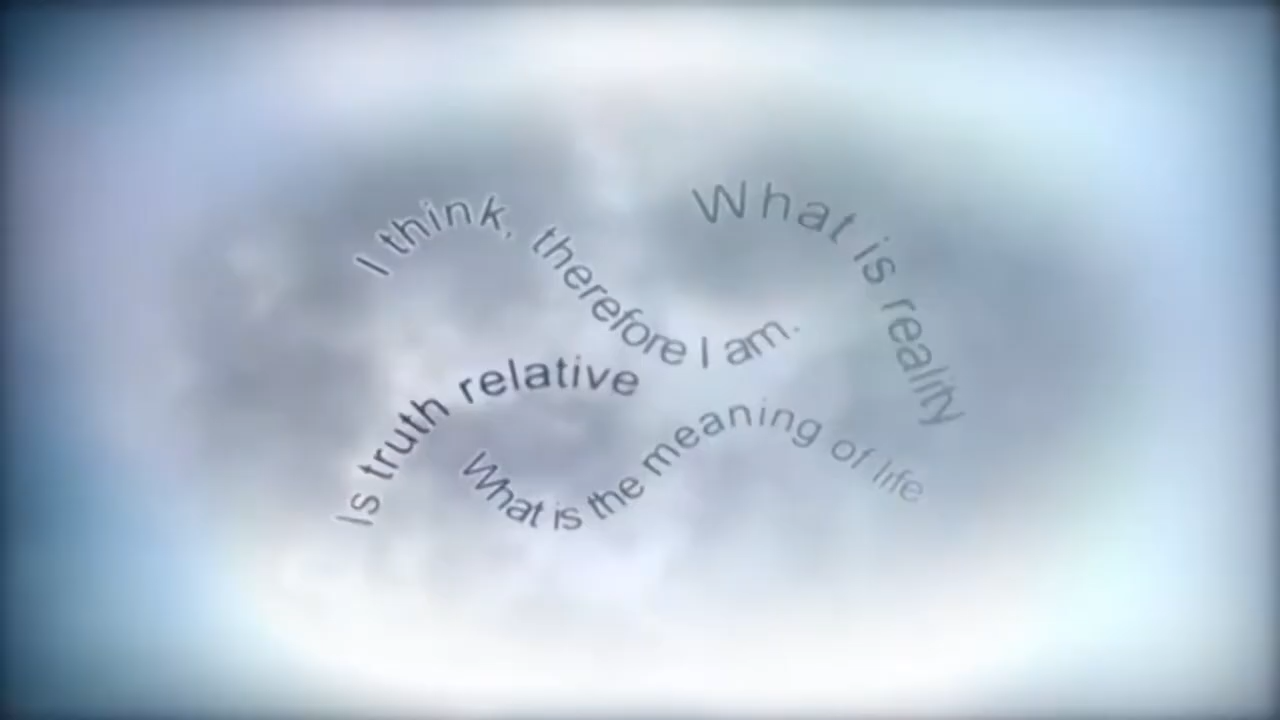 I think, therefore I am.
What is reality
Is truth relative
What is the meaning of life